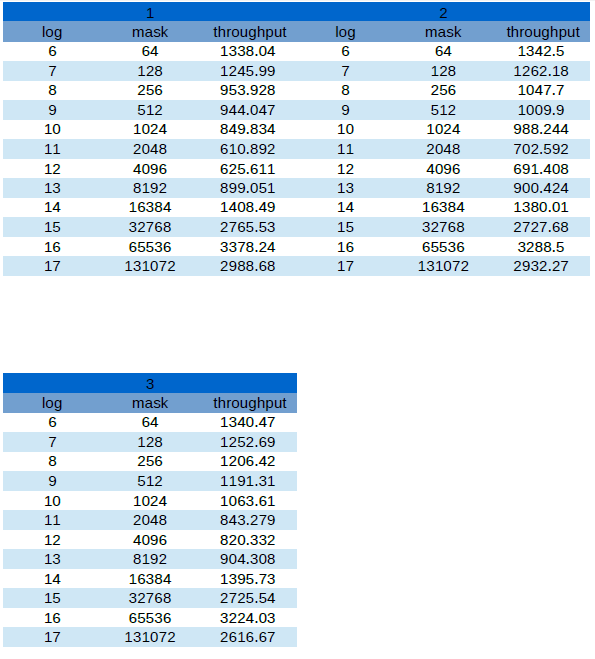 1 2
log mask throughput log mask throughput
6 64 1338.04 6 64 1342.5
7 128 1245.99 7 128 1262.18
8 256 953.928 8 256 1047.7
9 512 944.047 9 512 1009.9
10 1024 849.834 10 1024 988.244
11 2048 610.892 11 2048 702.592
12 4096 625.611 12 4096 691.408
13 8192 899.051 13 8192 900.424
14 16384 1408.49 14 16384 1380.01
15 32768 2765.53 15 32768 2727.68
16 65536 3378.24 16 65536 3288.5
17 131072 2988.68 17 131072 2932.27
3
log mask throughput
6 64 1340.47
7 128 1252.69
8 256 1206.42
9 512 1191.31
10 1024 1063.61
11 2048 843.279
12 4096 820.332
13 8192 904.308
14 16384 1395.73
15 32768 2725.54
16 65536 3224.03
17 131072 2616.67